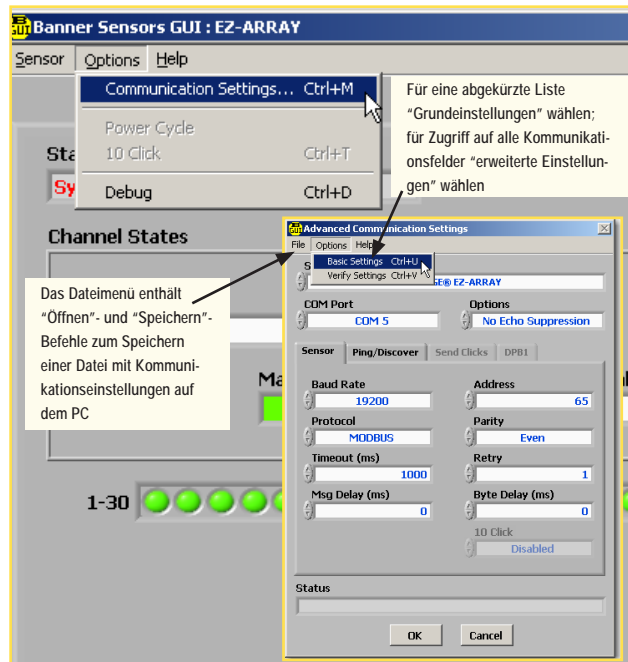 Banner Sensors GUI : EZ-ARRAY
Sensor Options Help
Communication Settings... Ctrl+M
Power Cycle
10 Click Ctrl+T
Debug Ctrl+D
Für eine abgekürzte Liste
"Grundeinstellungen" wählen;
für Zugriff auf alle Kommunikati-
onsfelder "erweiterte Einstellun-
gen" wählen
Channel States
Das Dateimenü enthält
"Öffnen"- und "Speichern"-
Befehle zum Speichern
einer Datei mit Kommuni-
kationseinstellungen auf
dem PC
1-30
Advanced Communication Settings
File Options Help
Basic Settings Ctrl+U
Verify Settings Ctrl+V
EZ-ARRAY
COM Port Options
COM 5 No Echo Suppression
Sensor Ping/Discover Send Clicks DPB1
Baud Rate Address
19200 65
Protocol Parity
MODBUS Even
Timeout (ms) Retry
1000 1
Msg Delay (ms) Byte Delay (ms)
0 0
10 Click
Disabled
Status
OK Cancel